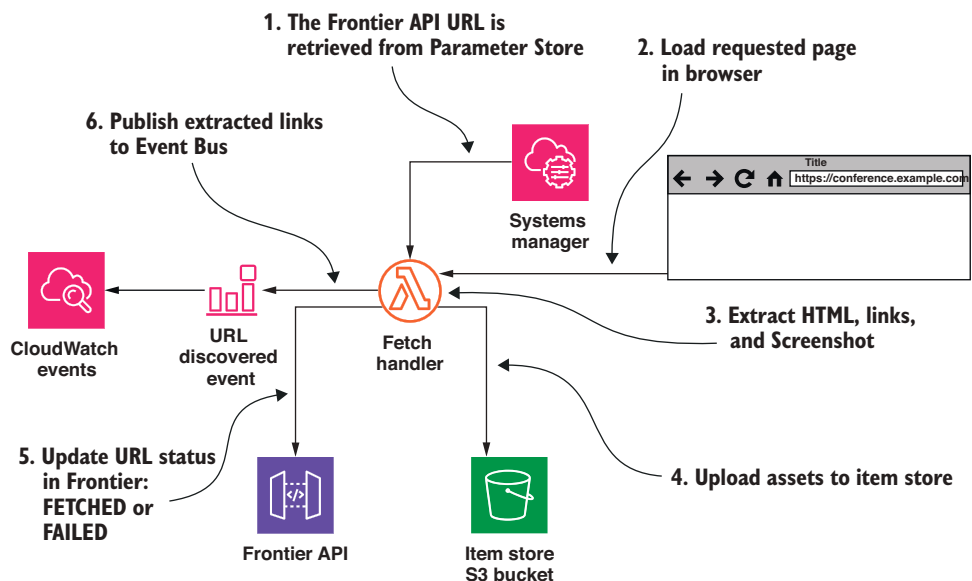 1. The Frontier API URL is
retrieved from Parameter Store
2. Load requested page
in browser
6. Publish extracted links
to Event Bus
Title
https://conference.example.com
Systems
manager
3. Extract HTML, links,
and Screenshot
CloudWatch
events
URL
discovered
event
Fetch
handler
5. Update URL status
in Frontier:
FETCHED or
FAILED
4. Upload assets to item store
</>
Frontier API
Item store
S3 bucket